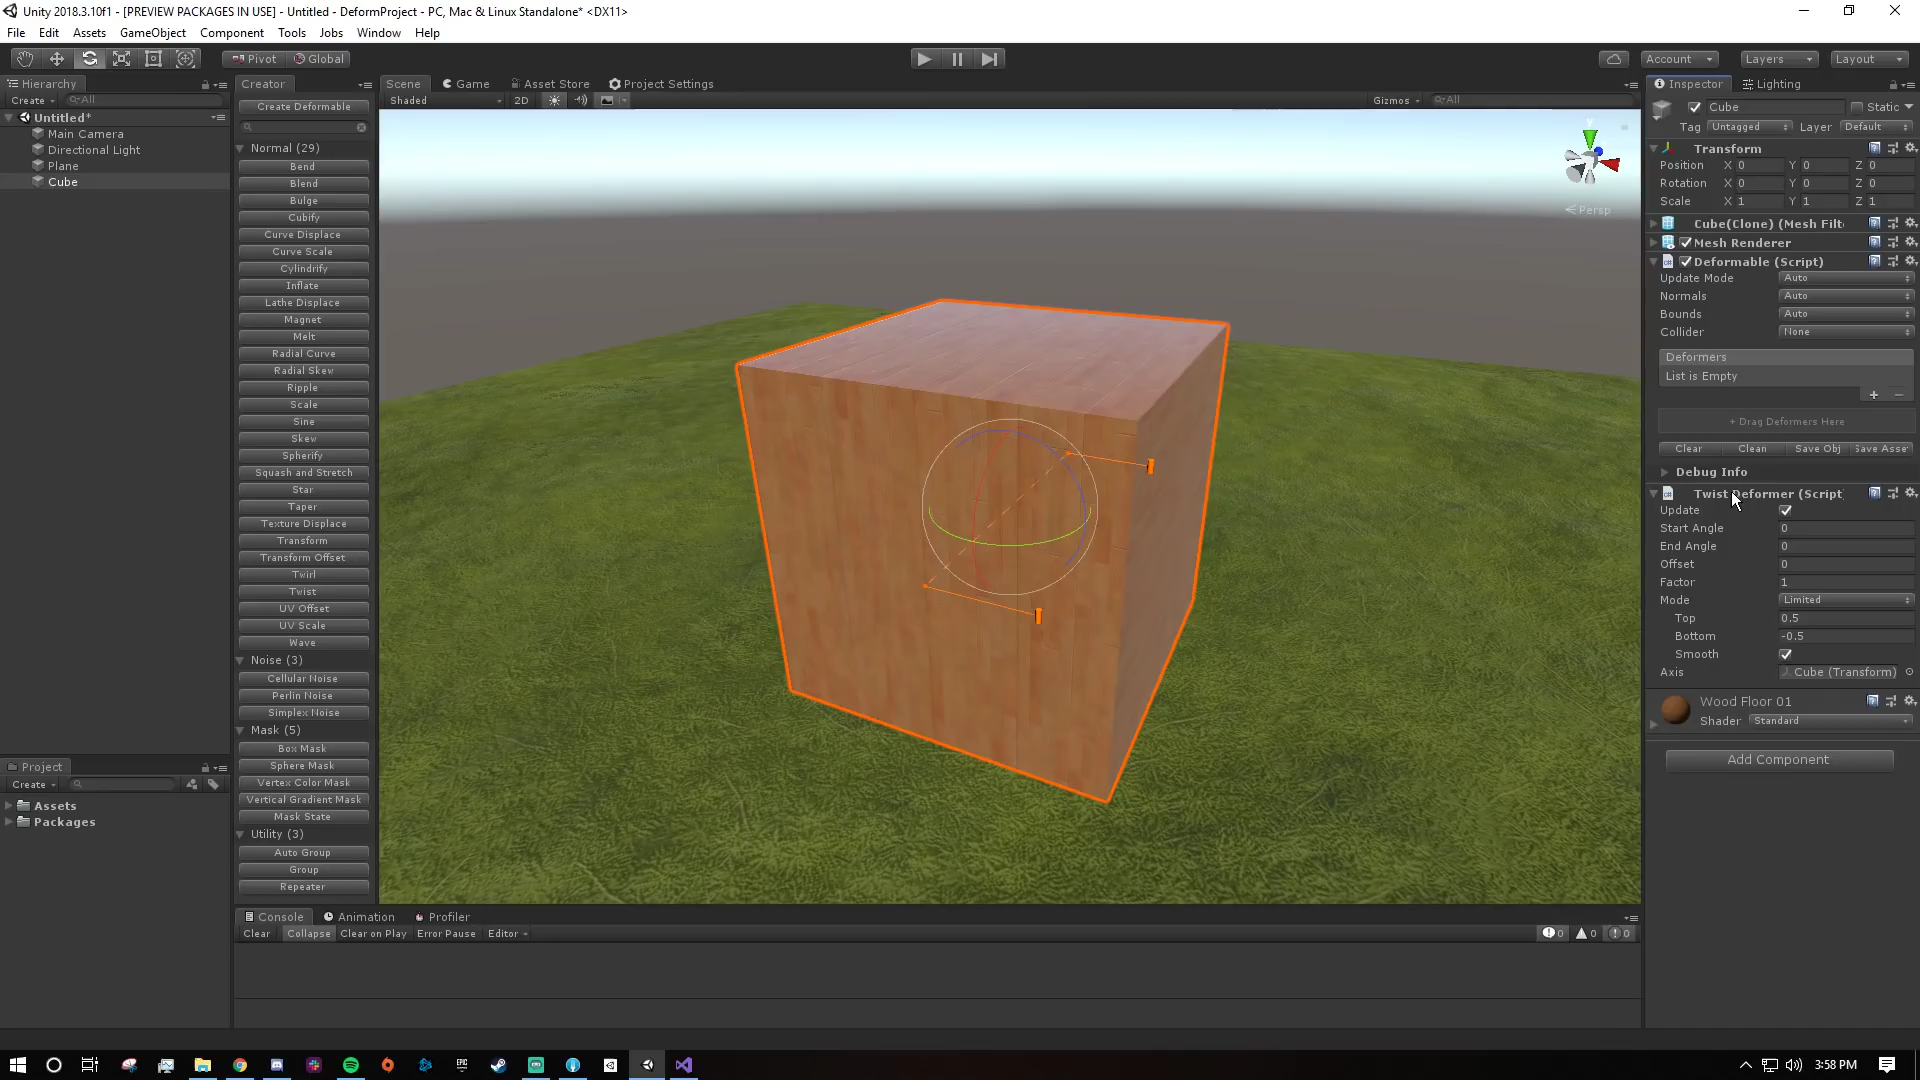 Unity 2018.3.10f1 - [PREVIEW PACKAGES IN USE] - Untitled - DeformProject - PC, Mac & Linux Standalone* <DX11>
File Edit Assets GameObject Component Tools Jobs Window Help
Pivot Global Account Layers Layout
Hierarchy
Create All
Untitled*
Main Camera
Directional Light
Plane
Cube
Project
Create
Assets
Packages
Creator
Create Deformable
Normal (29)
Bend
Blend
Bulge
Cubify
Curve Displace
Curve Scale
Cylindrify
Inflate
Lathe Displace
Magnet
Melt
Radial Curve
Radial Skew
Ripple
Scale
Sine
Skew
Spherify
Squash and Stretch
Star
Taper
Texture Displace
Transform
Transform Offset
Twirl
Twist
UV Offset
UV Scale
Wave
Noise (3)
Cellular Noise
Perlin Noise
Simplex Noise
Mask (5)
Box Mask
Sphere Mask
Vertex Color Mask
Vertical Gradient Mask
Mask State
Utility (3)
Auto Group
Group
Repeater
Scene Game Asset Store Project Settings
Shaded 2D Gizmos All
y
Persp
Console Animation Profiler
Clear Collapse Clear on Play Error Pause Editor 0 0 0
Inspector Lighting
Cube Static
Tag Untagged Layer Default
Transform
Position X 0 Y 0 Z 0
Rotation X 0 Y 0 Z 0
Scale X 1 Y 1 Z 1
Cube(Clone) (Mesh Filt
Mesh Renderer
Deformable (Script)
Update Mode Auto
Normals Auto
Bounds Auto
Collider None
Deformers
List is Empty
+ Drag Deformers Here
Clear Clean Save Obj Save Asse
Debug Info
Twist Deformer (Script
Update
Start Angle 0
End Angle 0
Offset 0
Factor 1
Mode Limited
Top 0.5
Bottom -0.5
Smooth
Axis Cube (Transform)
Wood Floor 01
Shader Standard
Add Component
EPIC
3:58 PM